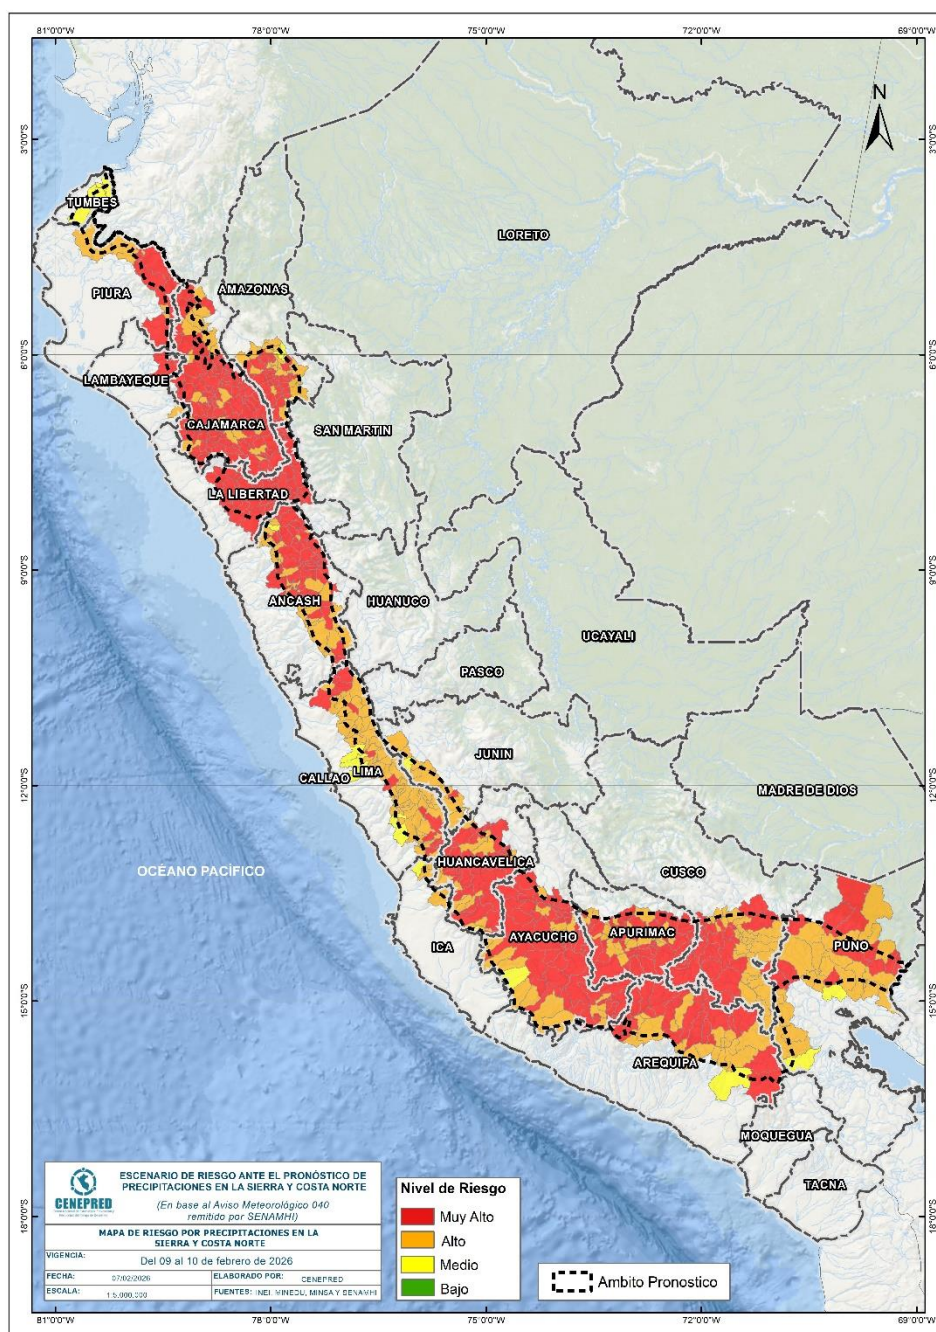 81°0'0"W 78°0'0"W 75°0'0"W 72°0'0"W 69°0'0"W
N
3°0'0"S 3°0'0"S
TUMBES
LORETO
PIURA
AMAZONAS
6°0'0"S 6°0'0"S
LAMBAYEQUE
CAJAMARCA
SAN MARTIN
LA LIBERTAD
9°0'0"S 9°0'0"S
ANCASH
HUANUCO
UCAYALI
PASCO
JUNIN
LIMA
CALLAO
12°0'0"S 12°0'0"S
MADRE DE DIOS
HUANCAVELICA
OCÉANO PACÍFICO
CUSCO
ICA
AYACUCHO
APURIMAC
PUNO
15°0'0"S 15°0'0"S
AREQUIPA
MOQUEGUA
TACNA
18°0'0"S 18°0'0"S
CENEPRED
ESCENARIO DE RIESGO ANTE EL PRONÓSTICO DE
PRECIPITACIONES EN LA SIERRA Y COSTA NORTE
(En base al Aviso Meteorológico 040
remitido por SENAMHI)
MAPA DE RIESGO POR PRECIPITACIONES EN LA
SIERRA Y COSTA NORTE
VIGENCIA:
Del 09 al 10 de febrero de 2026
FECHA: 07/02/2026 ELABORADO POR: CENEPRED
ESCALA: 1:5,000,000 FUENTES: INEI, MINEDU, MINSA Y SENAMHI
Nivel de Riesgo
Muy Alto
Alto
Medio
Bajo
Ambito Pronostico
81°0'0"W 78°0'0"W 75°0'0"W 72°0'0"W 69°0'0"W